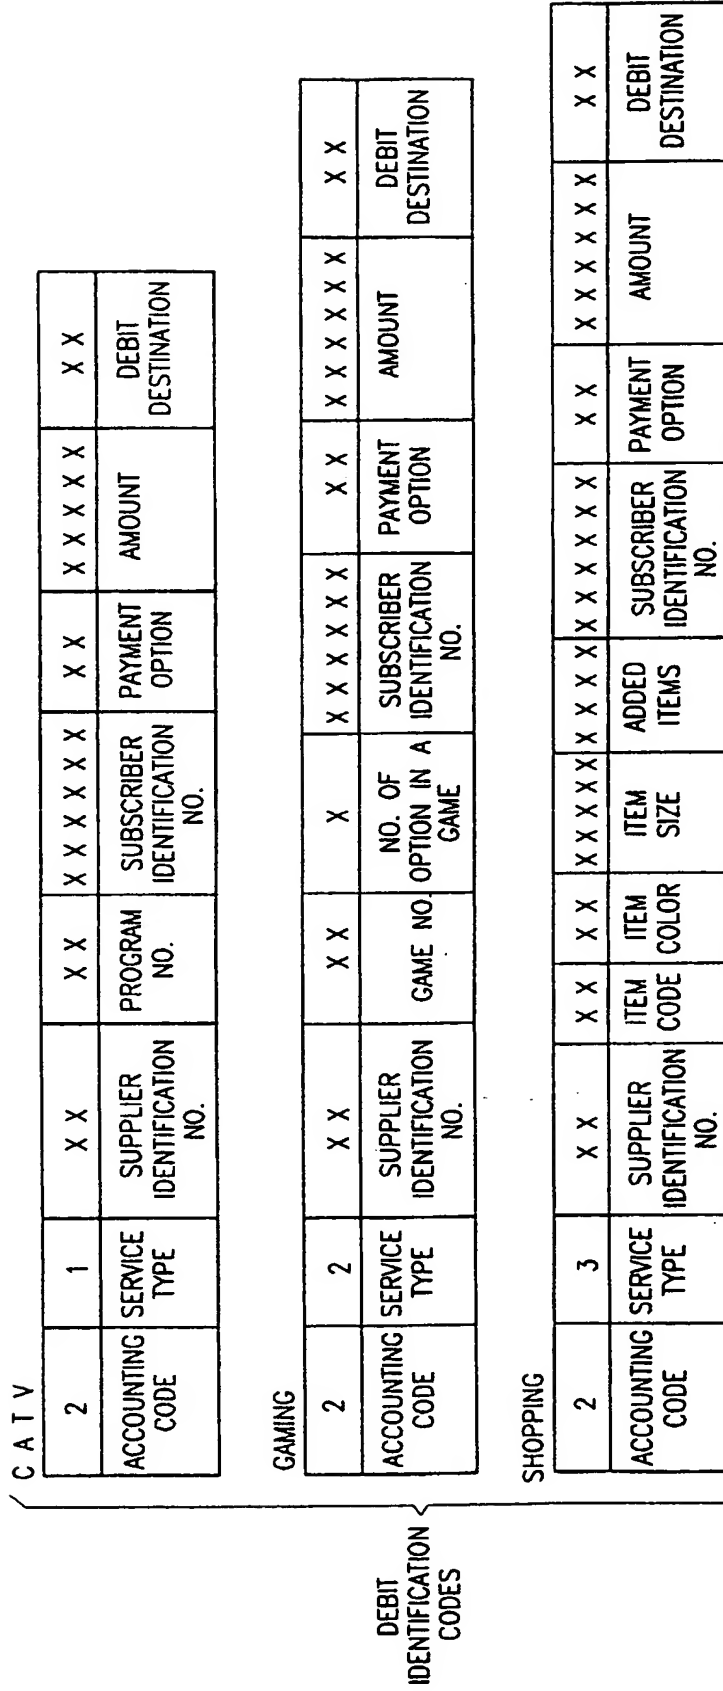 DEBIT
IDENTIFICATION
CODES
C A T V
2 1 X X X X X X X X X X X X X X X X X X X X X
ACCOUNTING CODE SERVICE TYPE SUPPLIER IDENTIFICATION NO. PROGRAM NO. SUBSCRIBER IDENTIFICATION NO. PAYMENT OPTION AMOUNT DEBIT DESTINATION
GAMING
2 2 X X X X X X X X X X X X X X X X X X X X X X X
ACCOUNTING CODE SERVICE TYPE SUPPLIER IDENTIFICATION NO. GAME NO. NO. OF OPTION IN A GAME SUBSCRIBER IDENTIFICATION NO. PAYMENT OPTION AMOUNT DEBIT DESTINATION
SHOPPING
2 3 X X X X X X X X X X X X X X X X X X X X X X X X X X X X X X X X X X
ACCOUNTING CODE SERVICE TYPE SUPPLIER IDENTIFICATION NO. ITEM CODE ITEM COLOR ITEM SIZE ADDED ITEMS SUBSCRIBER IDENTIFICATION NO. PAYMENT OPTION AMOUNT DEBIT DESTINATION